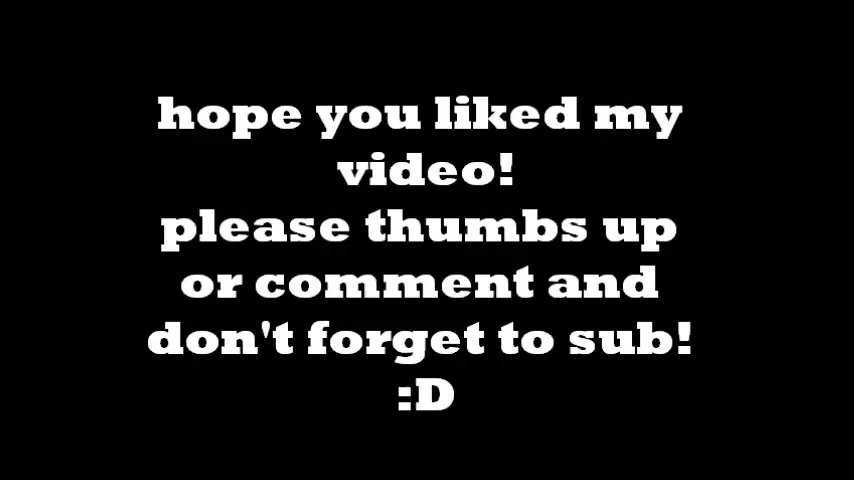 hope you liked my
video!
please thumbs up
or comment and
don't forget to sub!
:D